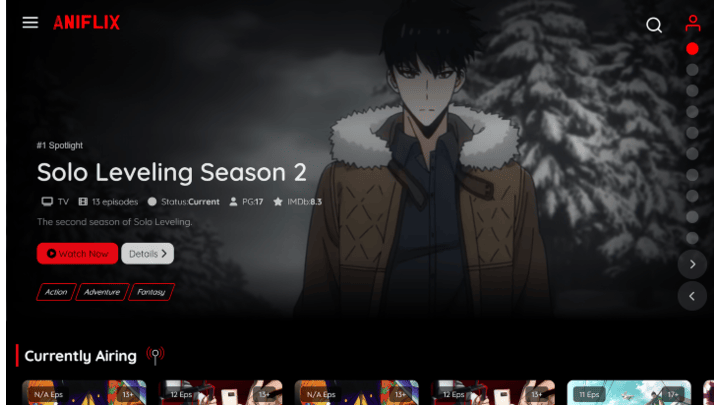 ANIFLIX
#1 Spotlight
Solo Leveling Season 2
TV 13 episodes Status:Current PG:17 IMDb:8.3
The second season of Solo Leveling.
Watch Now Details
Action Adventure Fantasy
Currently Airing
N/A Eps 13+ 12 Eps 13+ N/A Eps 13+ 12 Eps 13+ 11 Eps 17+